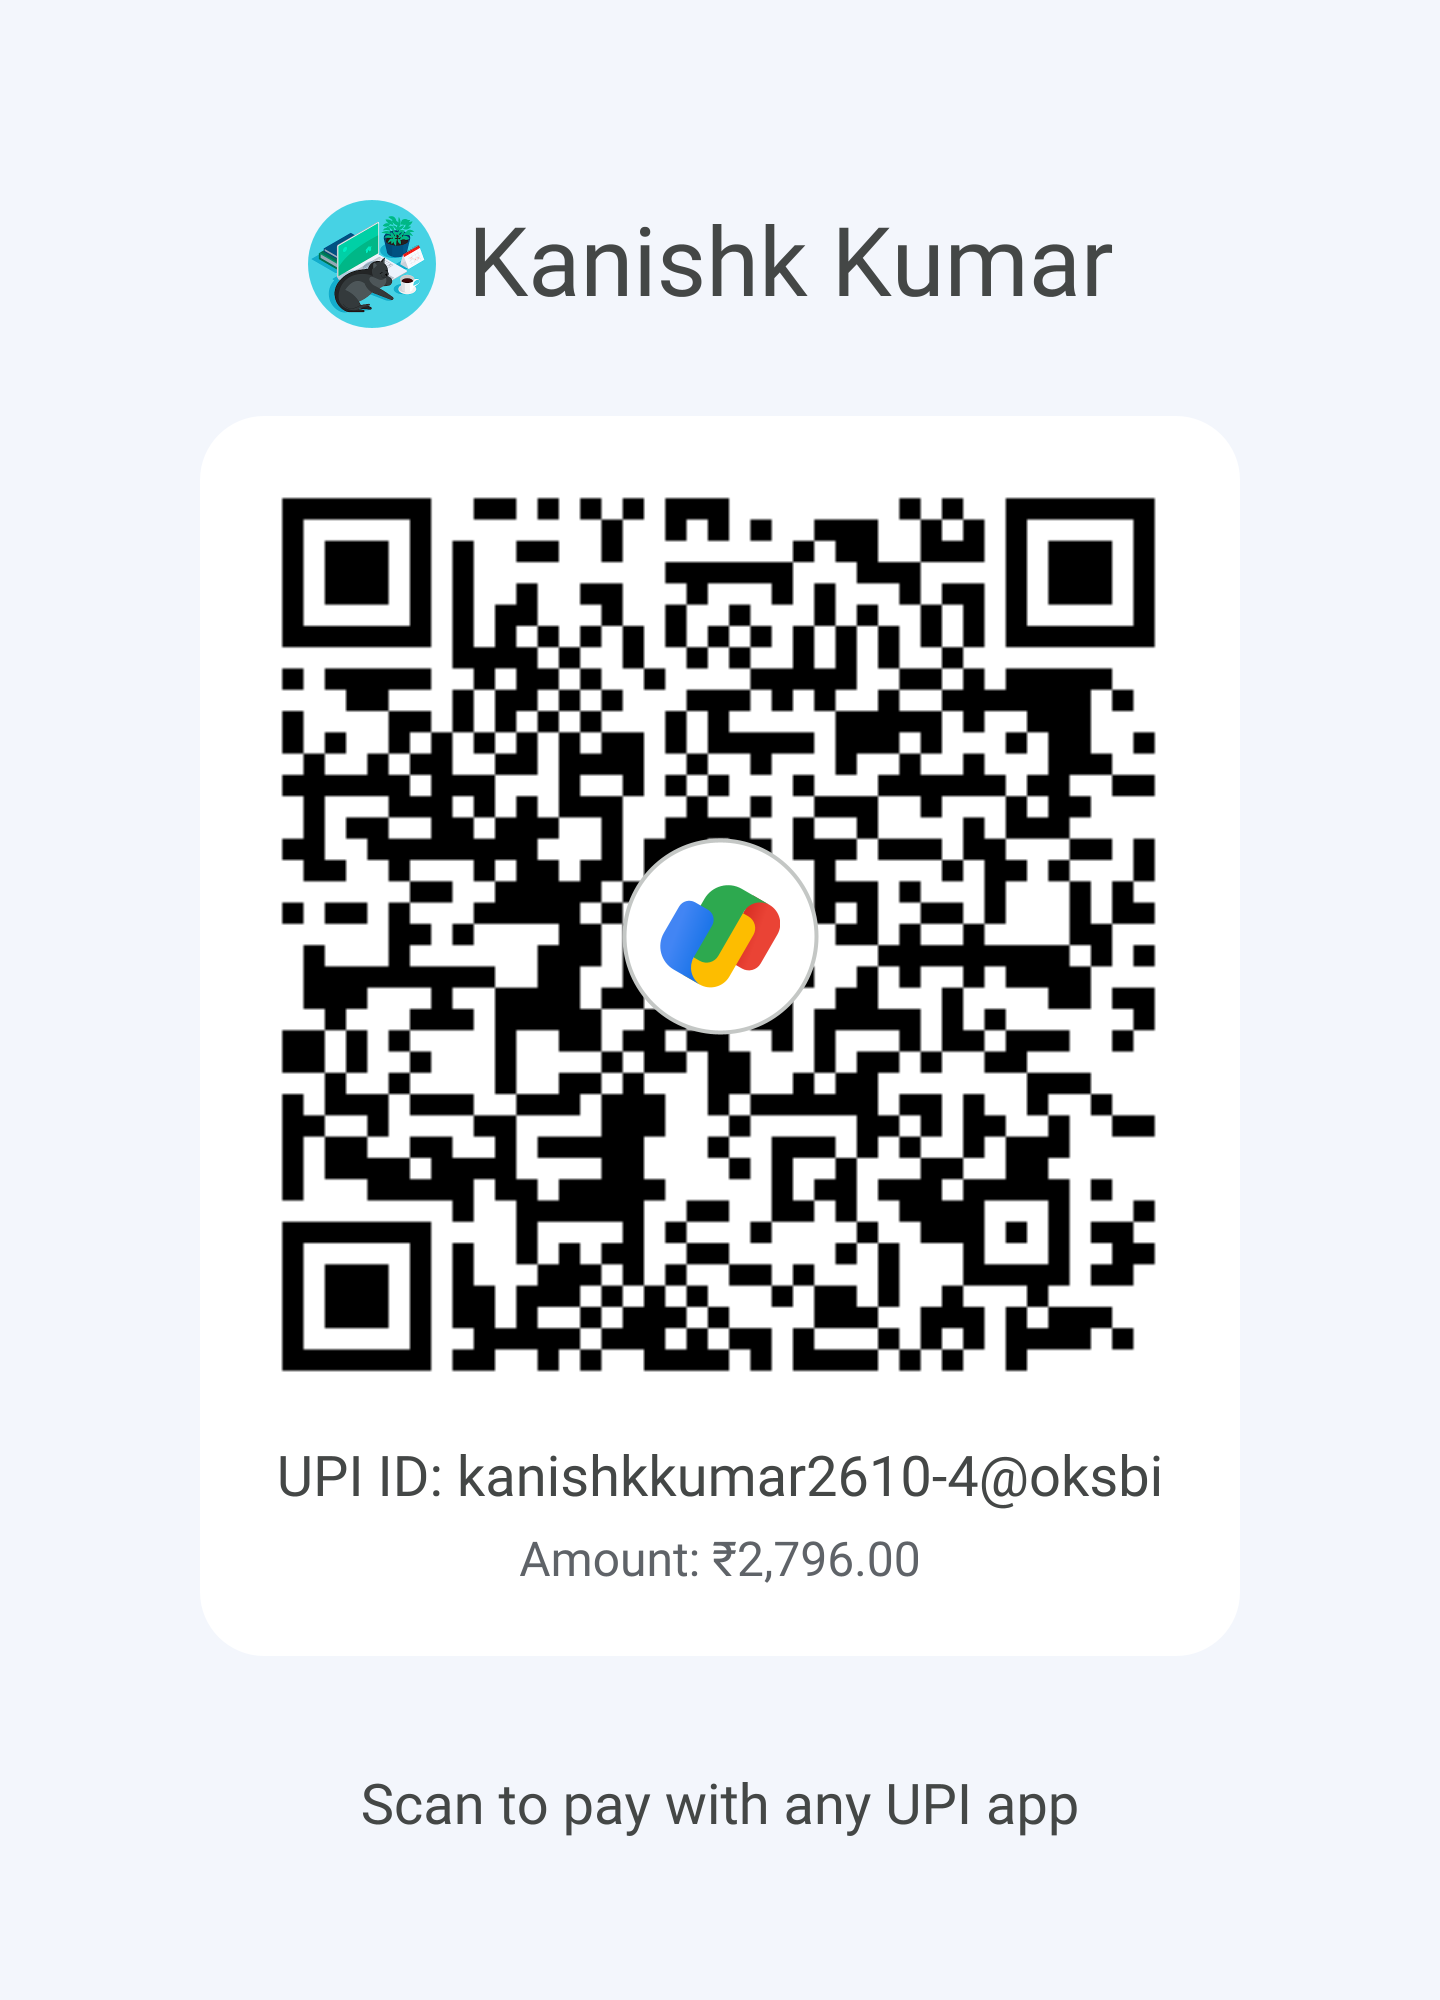 Kanishk Kumar
UPI ID: kanishkkumar2610-4@oksbi
Amount: ₹2,796.00
Scan to pay with any UPI app